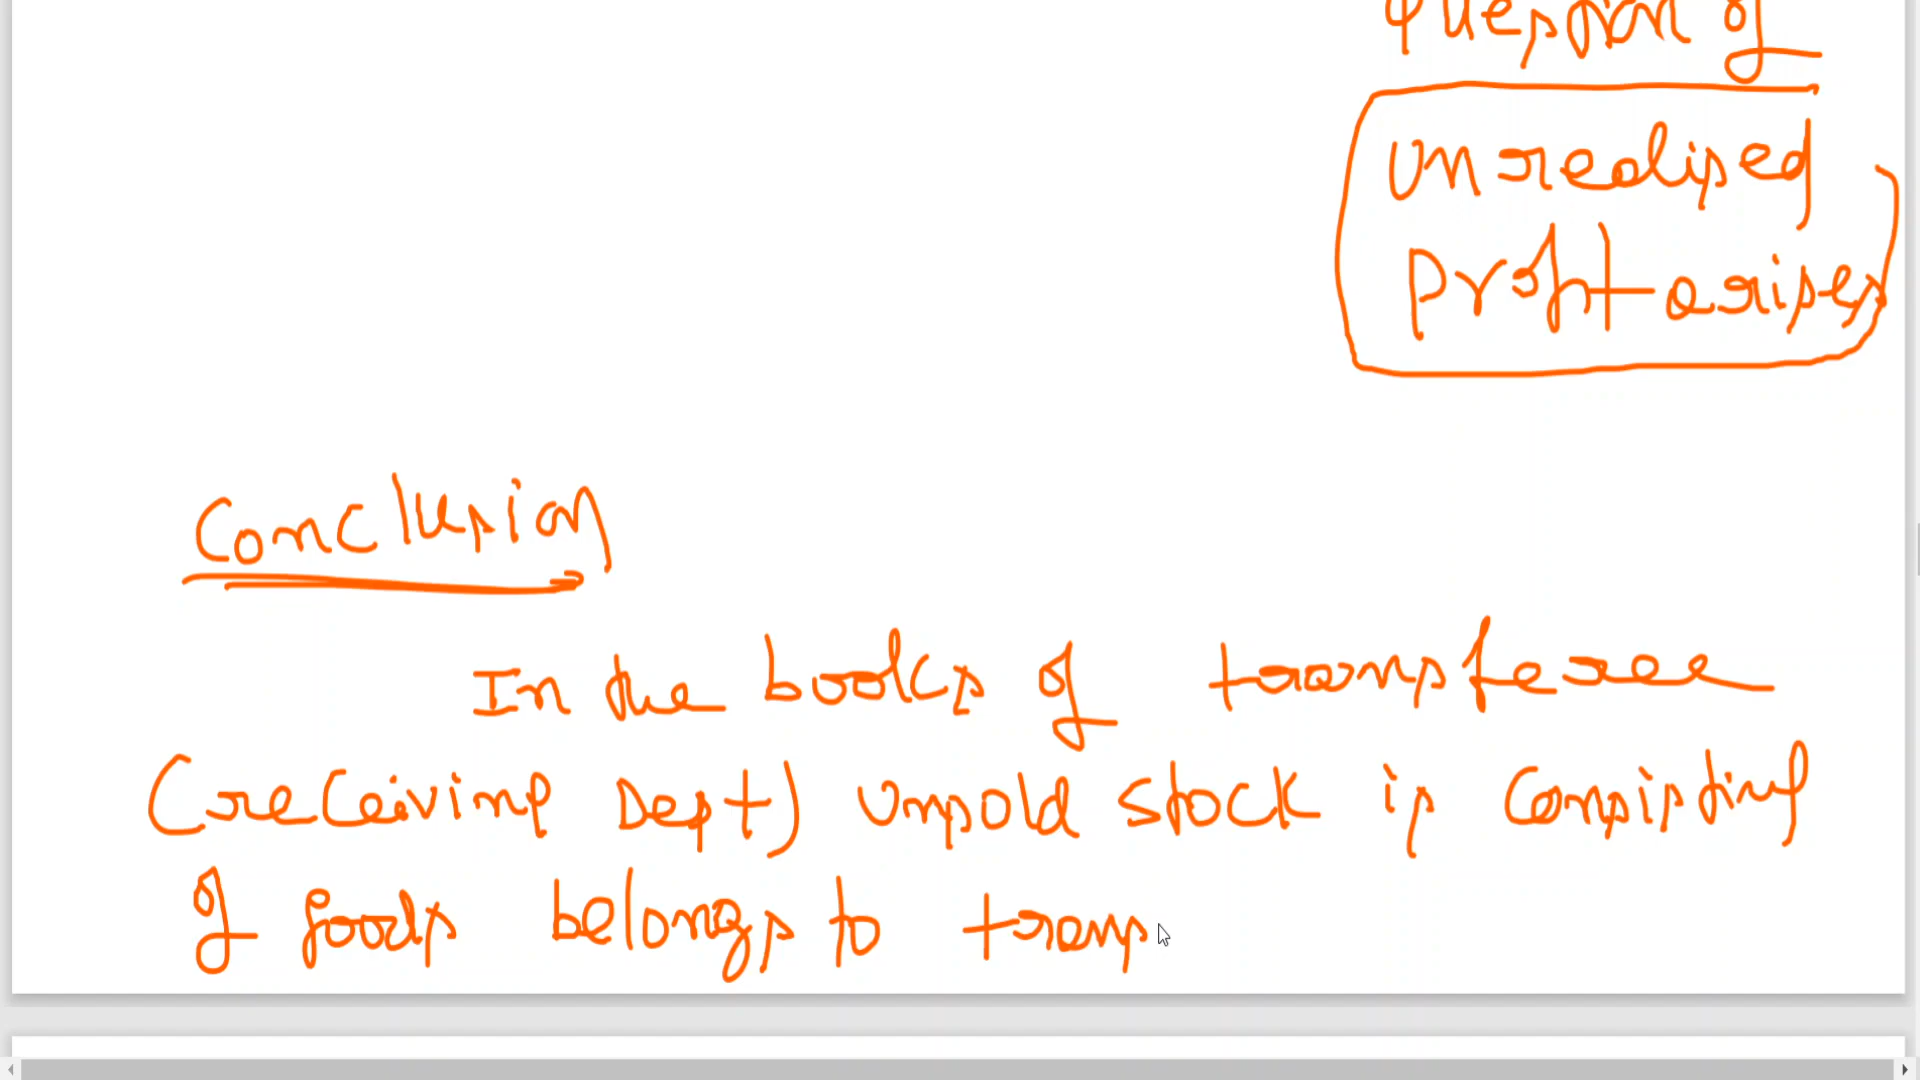 Question of
unrealised
profit arises
Conclusion
In the books of transferee
(receiving Dept) unsold stock is consisting
of goods belongs to trans